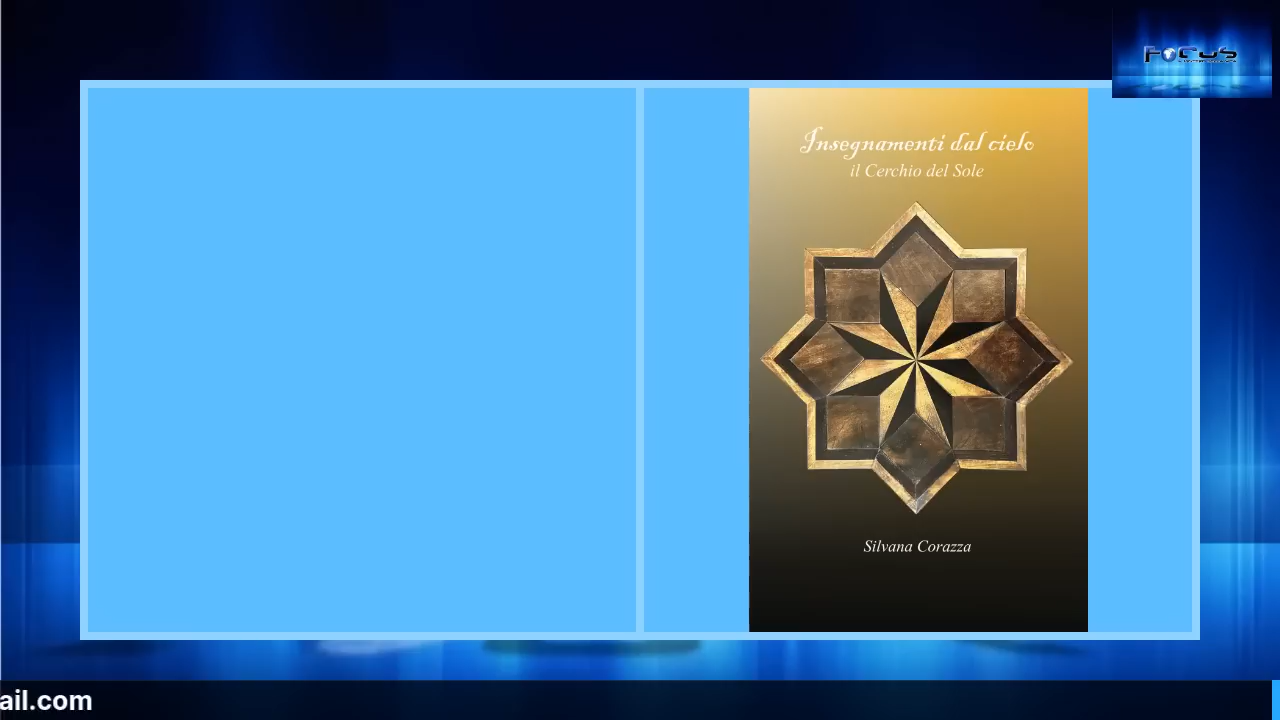 FOCUS
Insegnamenti dal cielo
il Cerchio del Sole
Silvana Corazza
ail.com